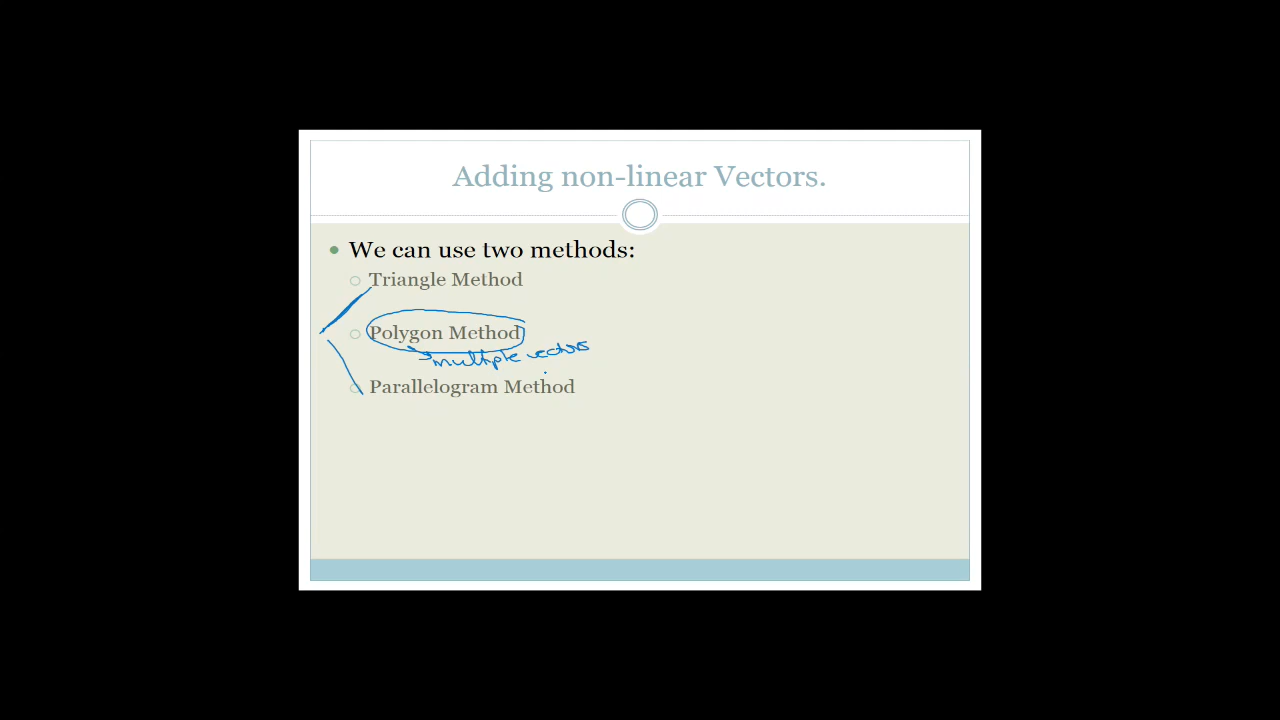 Adding non-linear Vectors.
We can use two methods:
Triangle Method
Polygon Method
multiple vectors
Parallelogram Method